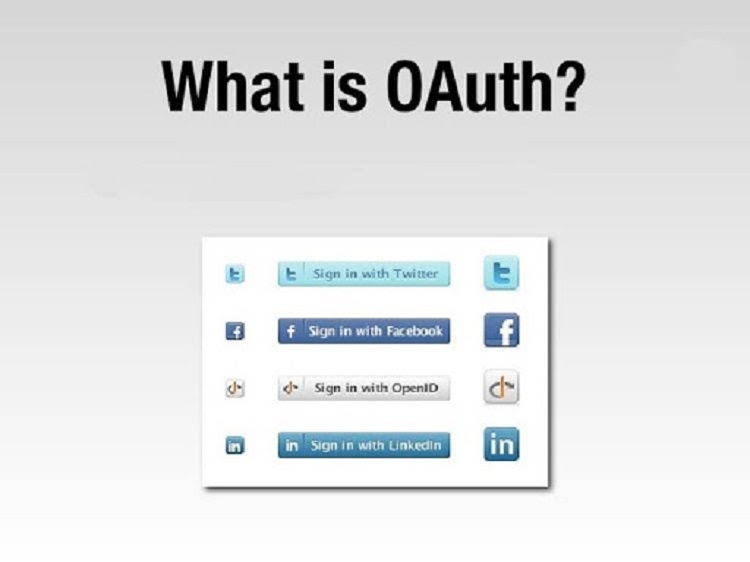 What is OAuth?
Sign in with Twitter
Sign in with Facebook
Sign in with OpenID
in Sign in with LinkedIn in